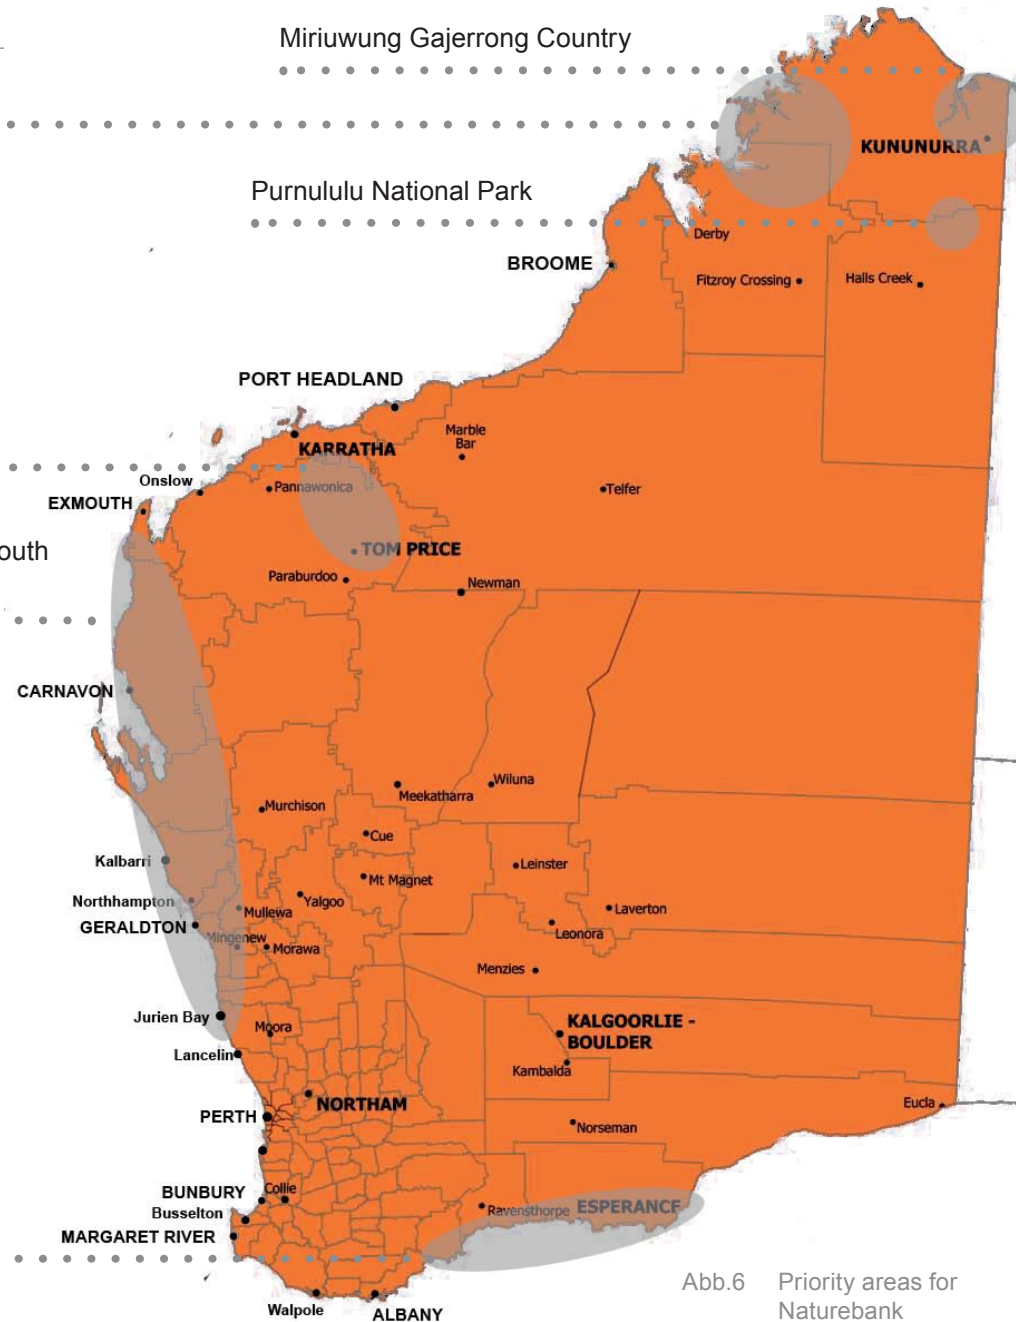 Miriuwung Gajerrong Country
KUNUNURRA
Purnululu National Park
Derby
BROOME
Fitzroy Crossing
Halls Creek
PORT HEADLAND
Marble
Bar
KARRATHA
Onslow
Pannawonica
Telfer
EXMOUTH
outh
TOM PRICE
Paraburdoo
Newman
CARNAVON
Wiluna
Meekatharra
Murchison
Cue
Kalbarri
Leinster
Mt Magnet
Northhampton
Yalgoo
Mullewa
Laverton
GERALDTON
Leonora
Mingenew
Morawa
Menzies
Jurien Bay
Moora
KALGOORLIE -
BOULDER
Lancelin
Kambalda
NORTHAM
Eucla
PERTH
Norseman
BUNBURY
Collie
Busselton
Ravensthorpe
ESPERANCE
MARGARET RIVER
Walpole
ALBANY
Abb.6 Priority areas for
Naturebank